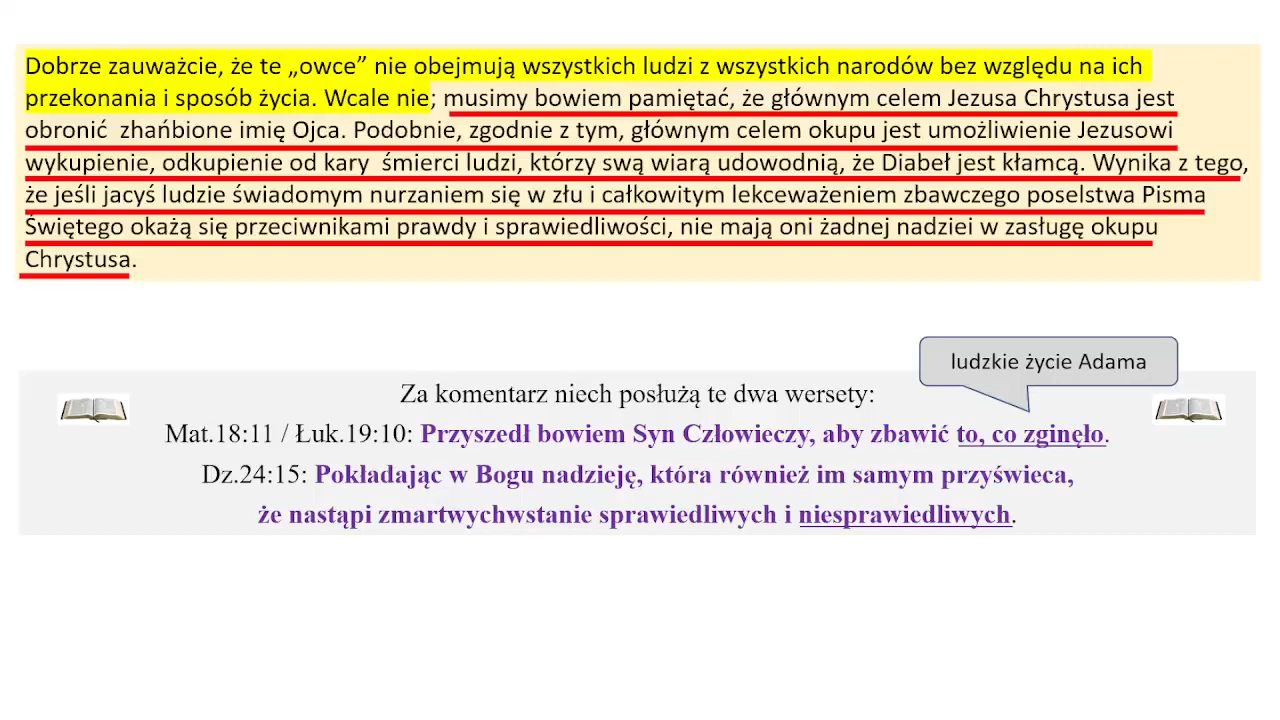 Dobrze zauważcie, że te „owce” nie obejmują wszystkich ludzi z wszystkich narodów bez względu na ich
przekonania i sposób życia. Wcale nie; musimy bowiem pamiętać, że głównym celem Jezusa Chrystusa jest
obronić zhańbione imię Ojca. Podobnie, zgodnie z tym, głównym celem okupu jest umożliwienie Jezusowi
wykupienie, odkupienie od kary śmierci ludzi, którzy swą wiarą udowodnią, że Diabeł jest kłamcą. Wynika z tego,
że jeśli jacyś ludzie świadomym nurzaniem się w złu i całkowitym lekceważeniem zbawczego poselstwa Pisma
Świętego okażą się przeciwnikami prawdy i sprawiedliwości, nie mają oni żadnej nadziei w zasługę okupu
Chrystusa.
ludzkie życie Adama
Za komentarz niech posłużą te dwa wersety:
Mat.18:11 / Łuk.19:10: Przyszedł bowiem Syn Człowieczy, aby zbawić to, co zginęło.
Dz.24:15: Pokładając w Bogu nadzieję, która również im samym przyświeca,
że nastąpi zmartwychwstanie sprawiedliwych i niesprawiedliwych.